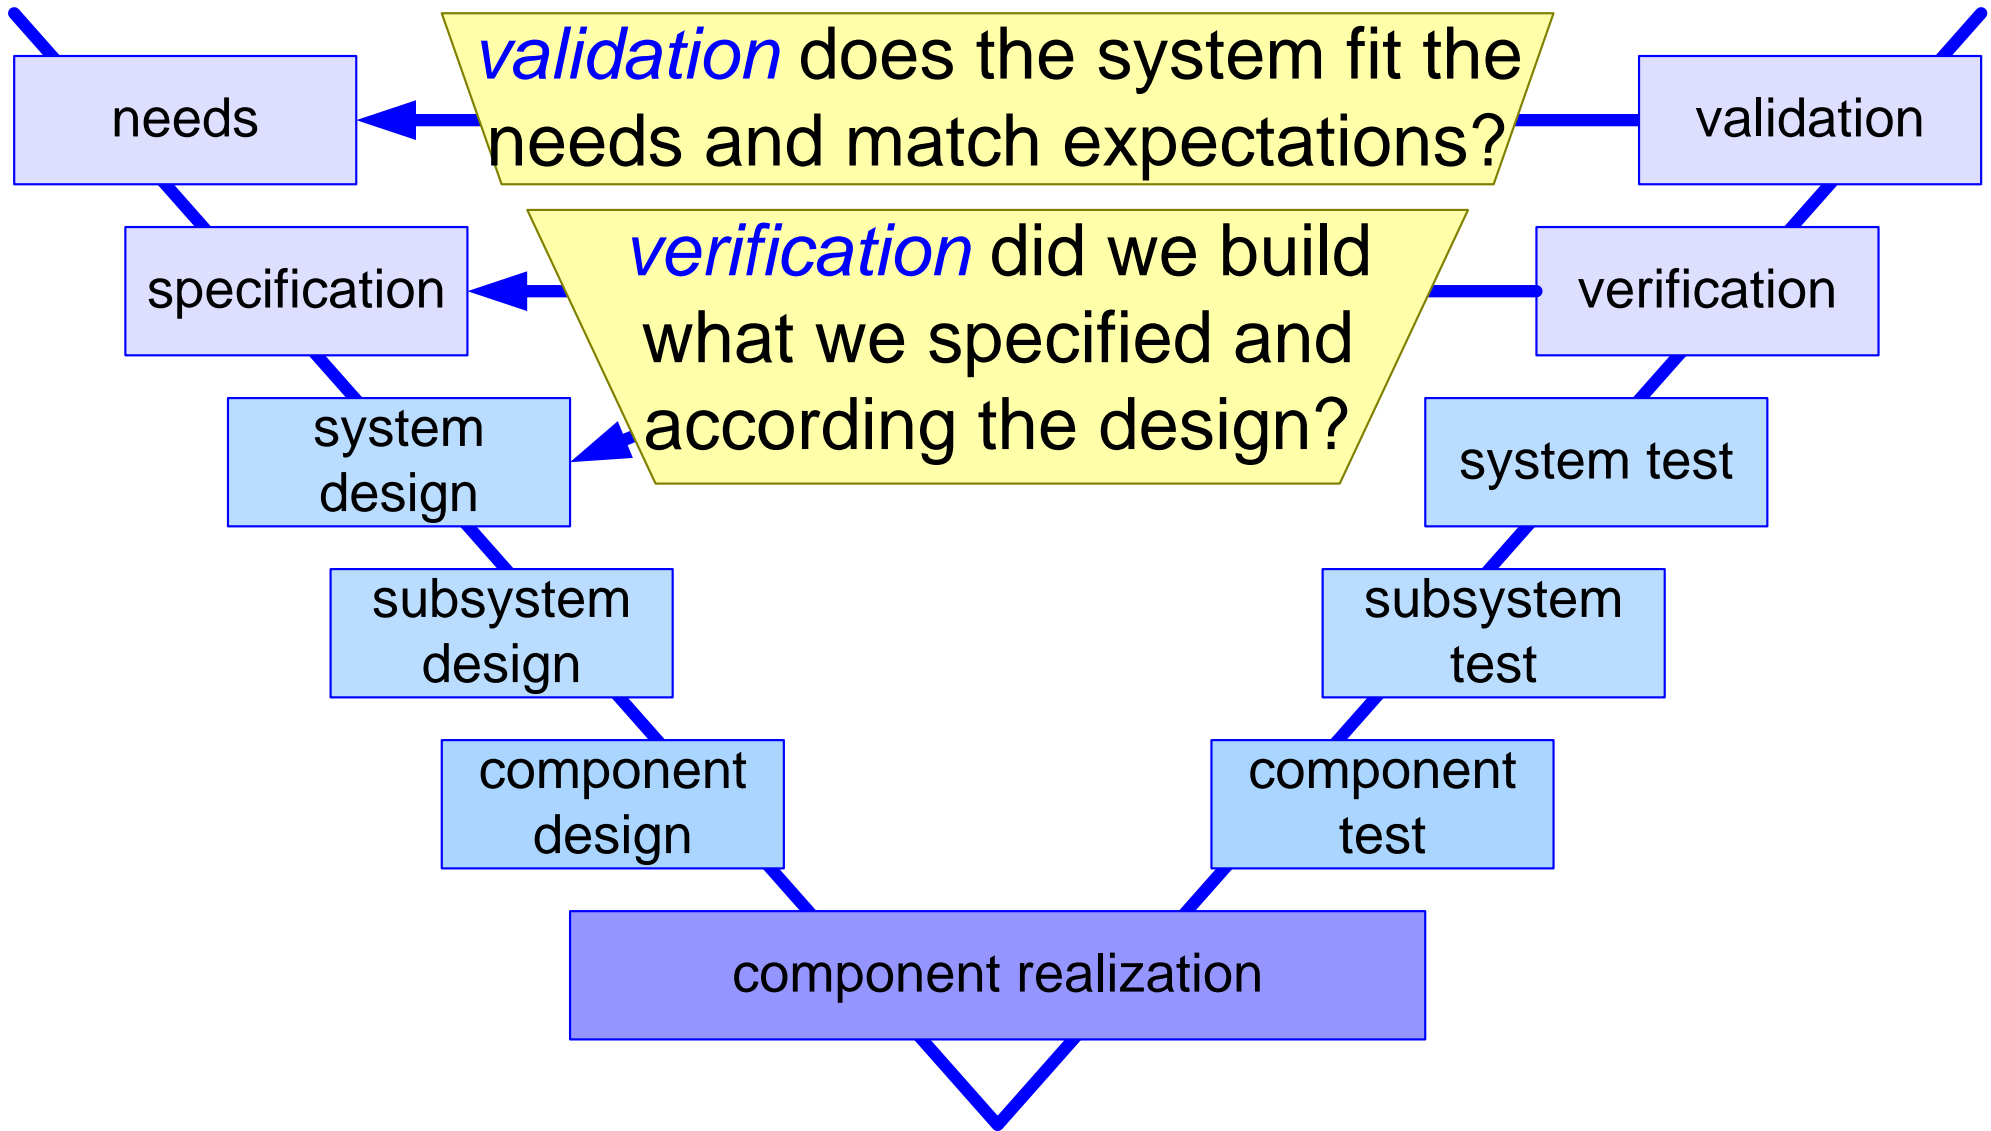 validation does the system fit the
needs and match expectations?
needs
validation
verification did we build
what we specified and
according the design?
specification
verification
system
design
system test
subsystem
design
subsystem
test
component
design
component
test
component realization